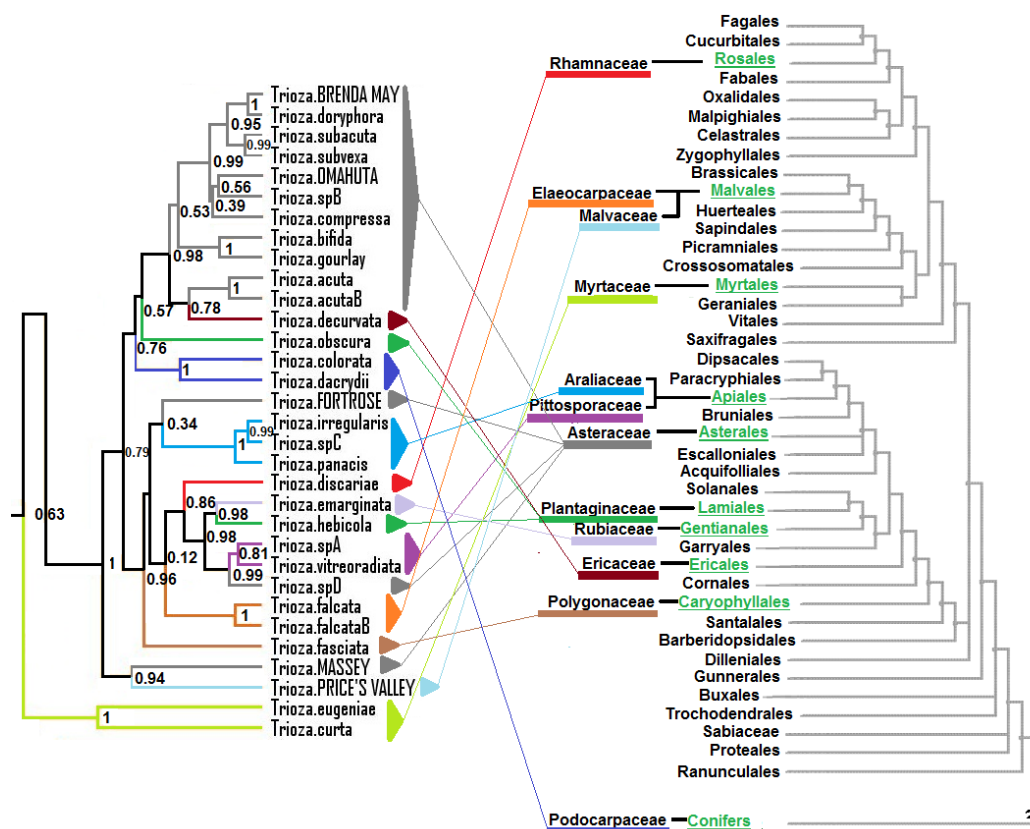 Trioza.BRENDA MAY
Trioza.doryphora
Trioza.subacuta
Trioza.subvexa
Trioza.OMAHUTA
Trioza.spB
Trioza.compressa
Trioza.bifida
Trioza.gourlay
Trioza.acuta
Trioza.acutaB
Trioza.decurvata
Trioza.obscura
Trioza.colorata
Trioza.dacrydii
Trioza.FORTROSE
Trioza.irregularis
Trioza.spC
Trioza.panacis
Trioza.discariae
Trioza.emarginata
Trioza.hebicola
Trioza.spA
Trioza.vitreoradiata
Trioza.spD
Trioza.falcata
Trioza.falcataB
Trioza.fasciata
Trioza.MASSEY
Trioza.PRICE'S VALLEY
Trioza.eugeniae
Trioza.curta
1
0.95
0.99
0.99
0.56
0.39
0.53
1
0.98
1
0.78
0.57
0.76
1
0.34
0.99
1
0.79
0.86
0.98
0.98
0.81
0.99
0.12
0.96
1
1
0.63
0.94
1
Rhamnaceae
Elaeocarpaceae
Malvaceae
Myrtaceae
Araliaceae
Pittosporceae
Asteraceae
Plantaginaceae
Rubiaceae
Ericaceae
Polygonaceae
Podocarpaceae
Fagales
Cucurbitales
Rosales
Fabales
Oxalidales
Malpighiales
Celastrales
Zygophyllales
Brassicales
Malvales
Huerteales
Sapindales
Picramniales
Crossosomatales
Myrtales
Geraniales
Vitales
Saxifragales
Dipsacales
Paracryphiales
Apiales
Bruniales
Asterales
Escalloniales
Acquifolliales
Solanales
Lamiales
Gentianales
Garryales
Ericales
Cornales
Caryophyllales
Santalales
Barberidopsidales
Dilleniales
Gunnerales
Buxales
Trochodendrales
Sabiaceae
Proteales
Ranunculales
Conifers